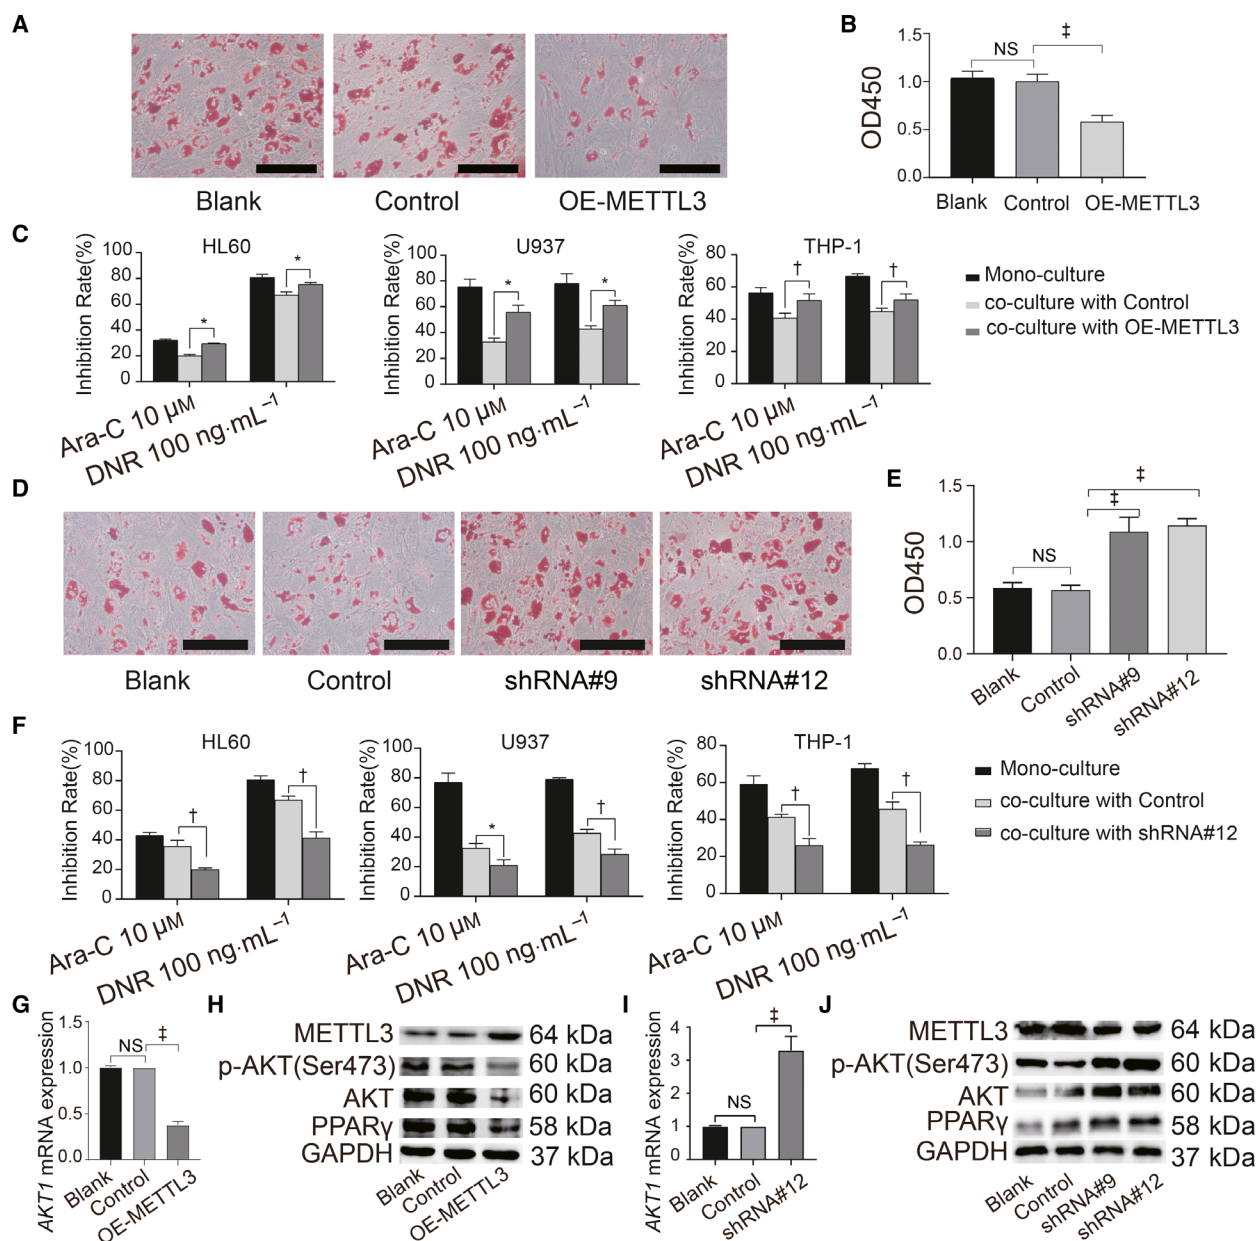 A
Blank
Control
OE-METTL3
B
OD450
1.5
1.0
0.5
0.0
NS
‡
Blank
Control
OE-METTL3
C
HL60
Inhibition Rate(%)
100
80
60
40
20
0
*
*
Ara-C 10 µM
DNR 100 ng·mL⁻¹
U937
Inhibition Rate(%)
100
80
60
40
20
0
*
*
Ara-C 10 µM
DNR 100 ng·mL⁻¹
THP-1
Inhibition Rate(%)
80
60
40
20
0
†
†
Ara-C 10 µM
DNR 100 ng·mL⁻¹
Mono-culture
co-culture with Control
co-culture with OE-METTL3
D
Blank
Control
shRNA#9
shRNA#12
E
OD450
1.5
1.0
0.5
0.0
NS
‡
‡
Blank
Control
shRNA#9
shRNA#12
F
HL60
Inhibition Rate(%)
100
80
60
40
20
0
†
†
Ara-C 10 µM
DNR 100 ng·mL⁻¹
U937
Inhibition Rate(%)
100
80
60
40
20
0
*
†
Ara-C 10 µM
DNR 100 ng·mL⁻¹
THP-1
Inhibition Rate(%)
80
60
40
20
0
†
†
Ara-C 10 µM
DNR 100 ng·mL⁻¹
Mono-culture
co-culture with Control
co-culture with shRNA#12
G
AKT1 mRNA expression
1.5
1.0
0.5
0.0
NS
‡
Blank
Control
OE-METTL3
H
METTL3 64 kDa
p-AKT(Ser473) 60 kDa
AKT 60 kDa
PPARγ 58 kDa
GAPDH 37 kDa
Blank
Control
OE-METTL3
I
AKT1 mRNA expression
4
3
2
1
0
NS
‡
Blank
Control
shRNA#12
J
METTL3 64 kDa
p-AKT(Ser473) 60 kDa
AKT 60 kDa
PPARγ 58 kDa
GAPDH 37 kDa
Blank
Control
shRNA#9
shRNA#12